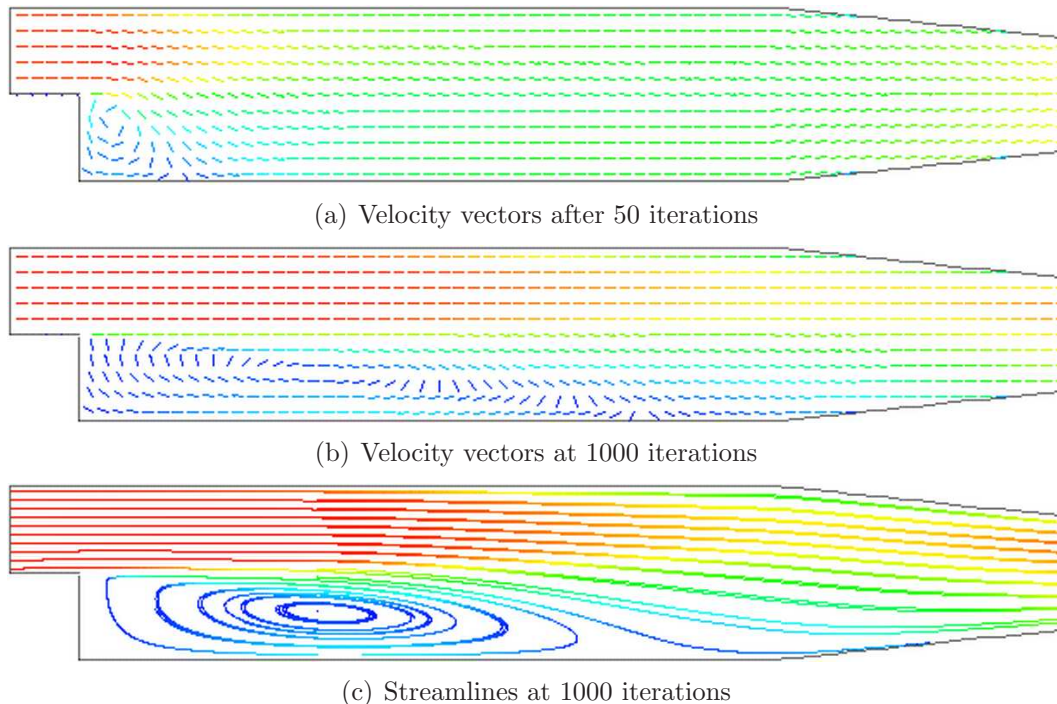 (a) Velocity vectors after 50 iterations
(b) Velocity vectors at 1000 iterations
(c) Streamlines at 1000 iterations